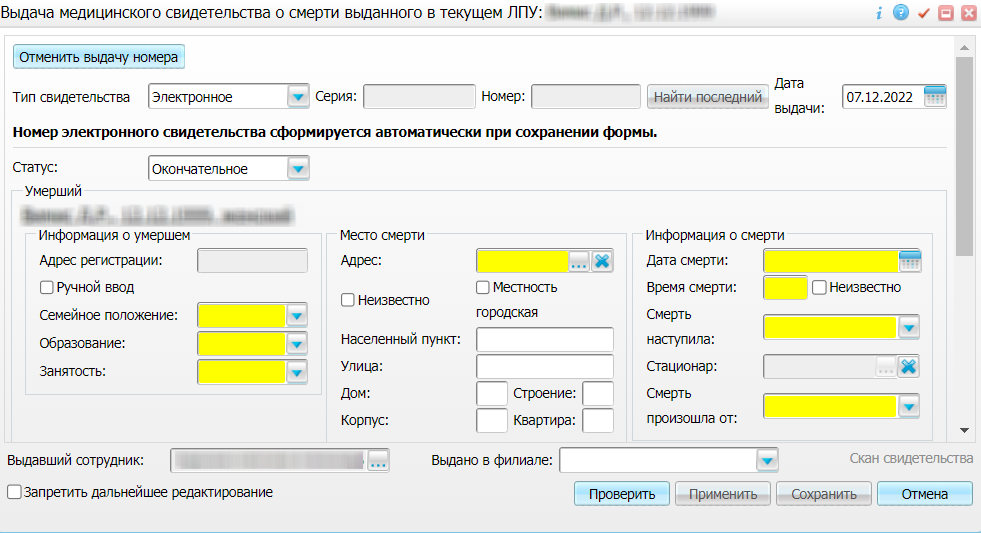 Выдача медицинского свидетельства о смерти выданного в текущем ЛПУ:
Отменить выдачу номера
Тип свидетельства Электронное Серия: Номер: Найти последний Дата выдачи: 07.12.2022
Номер электронного свидетельства сформируется автоматически при сохранении формы.
Статус: Окончательное
Умерший
Информация о умершем
Адрес регистрации:
Ручной ввод
Семейное положение:
Образование:
Занятость:
Место смерти
Адрес: ...
Неизвестно
Местность
городская
Населенный пункт:
Улица:
Дом: Строение:
Корпус: Квартира:
Информация о смерти
Дата смерти:
Время смерти: Неизвестно
Смерть
наступила:
Стационар: ...
Смерть
произошла от:
Выдавший сотрудник: ... Выдано в филиале: Скан свидетельства
Запретить дальнейшее редактирование
Проверить Применить Сохранить Отмена